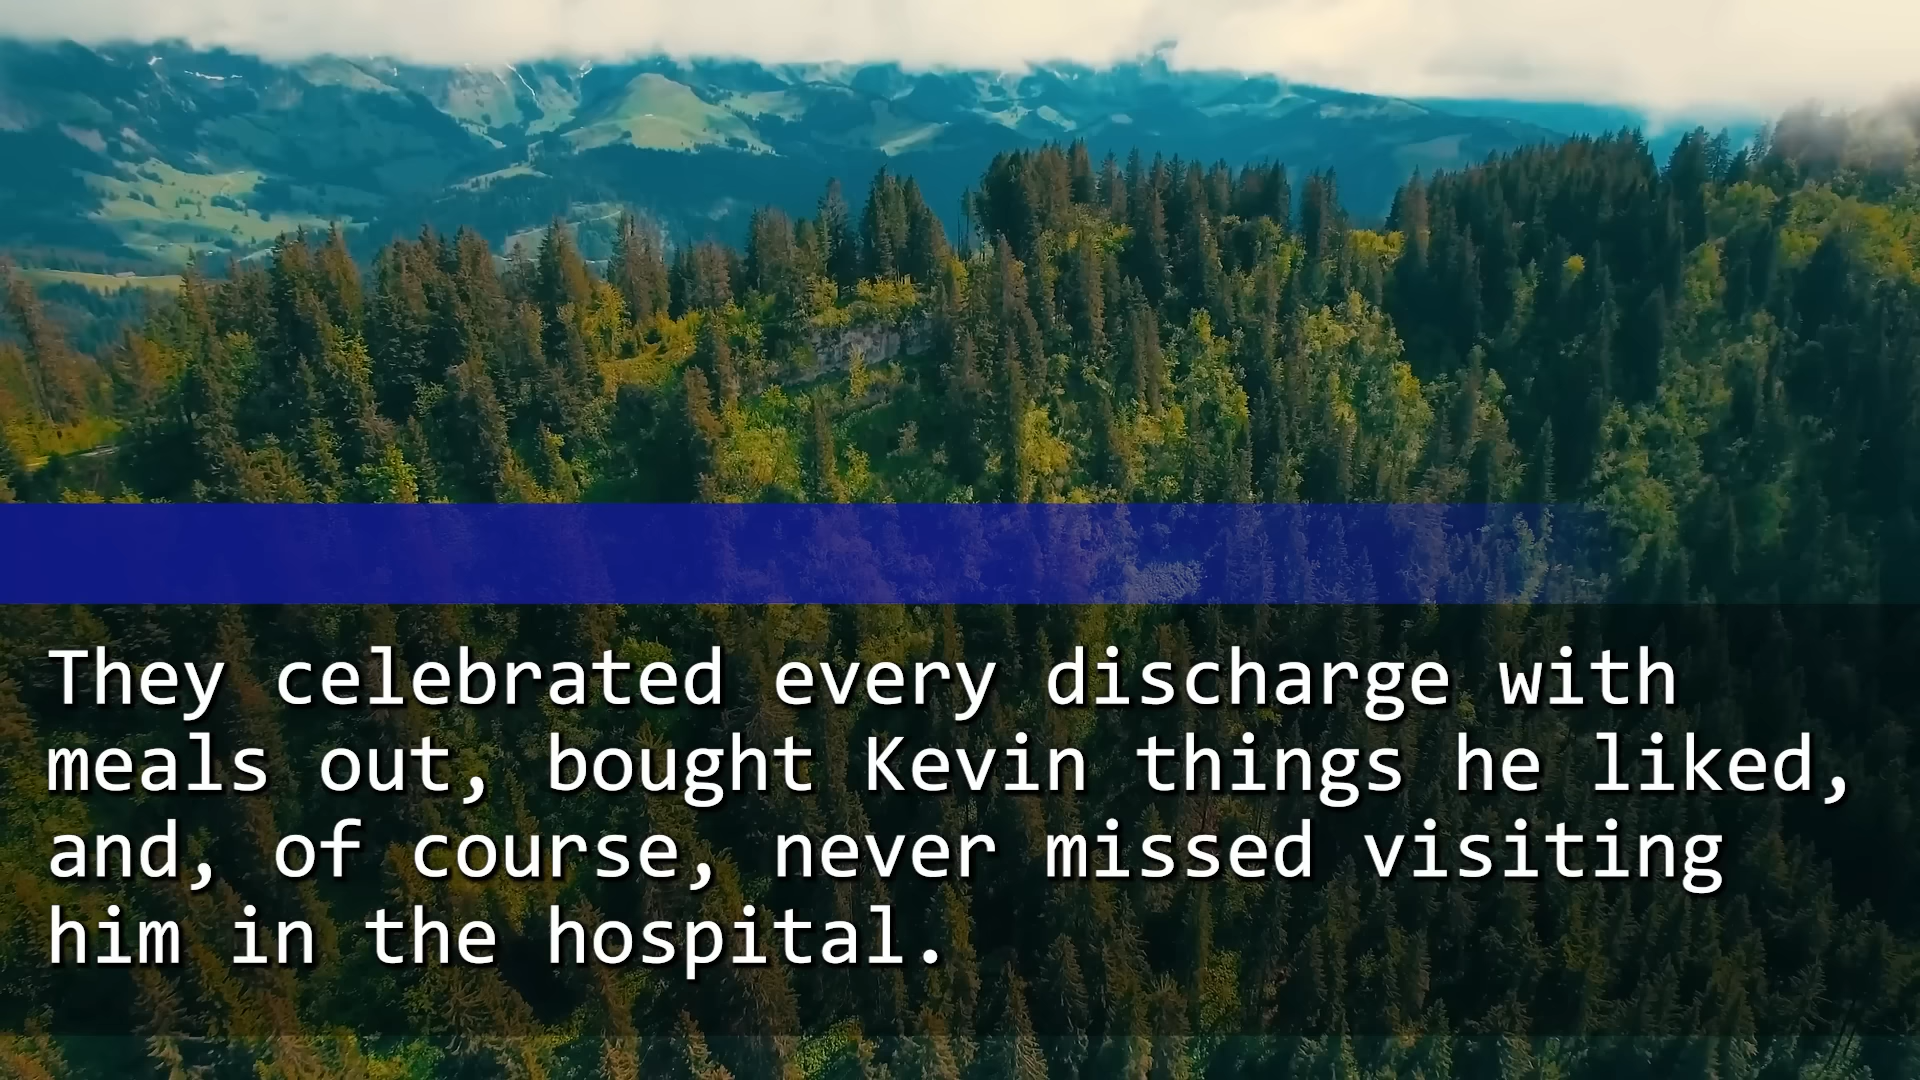 They celebrated every discharge with
meals out, bought Kevin things he liked,
and, of course, never missed visiting
him in the hospital.